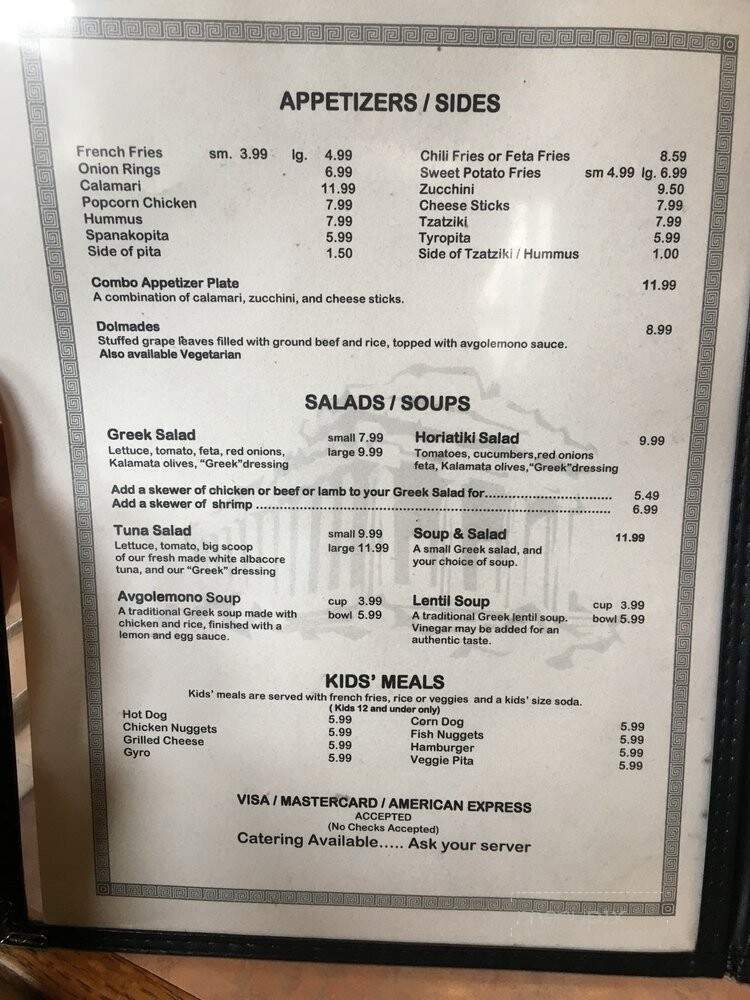 APPETIZERS / SIDES
French Fries sm. 3.99 lg. 4.99
Onion Rings 6.99
Calamari 11.99
Popcorn Chicken 7.99
Hummus 7.99
Spanakopita 5.99
Side of pita 1.50
Chili Fries or Feta Fries 8.59
Sweet Potato Fries sm 4.99 lg. 6.99
Zucchini 9.50
Cheese Sticks 7.99
Tzatziki 7.99
Tyropita 5.99
Side of Tzatziki / Hummus 1.00
Combo Appetizer Plate 11.99
A combination of calamari, zucchini, and cheese sticks.
Dolmades 8.99
Stuffed grape leaves filled with ground beef and rice, topped with avgolemono sauce.
Also available Vegetarian
SALADS / SOUPS
Greek Salad small 7.99
Lettuce, tomato, feta, red onions, large 9.99
Kalamata olives, "Greek"dressing
Horiatiki Salad 9.99
Tomatoes, cucumbers,red onions
feta, Kalamata olives,"Greek"dressing
Add a skewer of chicken or beef or lamb to your Greek Salad for................................ 5.49
Add a skewer of shrimp ........................................................................................ 6.99
Tuna Salad small 9.99
Lettuce, tomato, big scoop large 11.99
of our fresh made white albacore
tuna, and our "Greek" dressing
Soup & Salad 11.99
A small Greek salad, and
your choice of soup.
Avgolemono Soup cup 3.99
A traditional Greek soup made with bowl 5.99
chicken and rice, finished with a
lemon and egg sauce.
Lentil Soup cup 3.99
A traditional Greek lentil soup. bowl 5.99
Vinegar may be added for an
authentic taste.
KIDS' MEALS
Kids' meals are served with french fries, rice or veggies and a kids' size soda.
( Kids 12 and under only)
Hot Dog 5.99
Chicken Nuggets 5.99
Grilled Cheese 5.99
Gyro 5.99
Corn Dog 5.99
Fish Nuggets 5.99
Hamburger 5.99
Veggie Pita 5.99
VISA / MASTERCARD / AMERICAN EXPRESS
ACCEPTED
(No Checks Accepted)
Catering Available..... Ask your server